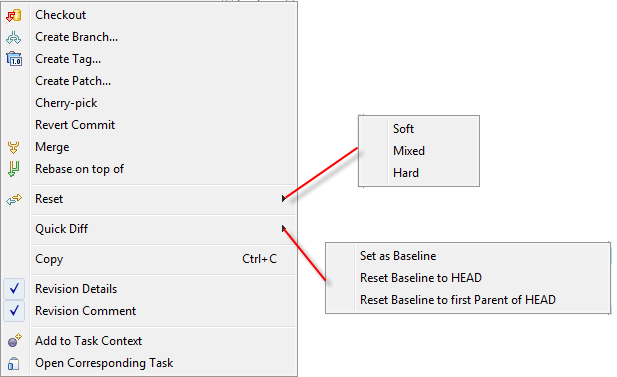 Checkout
Create Branch...
Create Tag...
1.0
Create Patch...
Cherry-pick
Revert Commit
Merge
Rebase on top of
Reset
Quick Diff
Copy Ctrl+C
Revision Details
Revision Comment
Add to Task Context
Open Corresponding Task
Soft
Mixed
Hard
Set as Baseline
Reset Baseline to HEAD
Reset Baseline to first Parent of HEAD